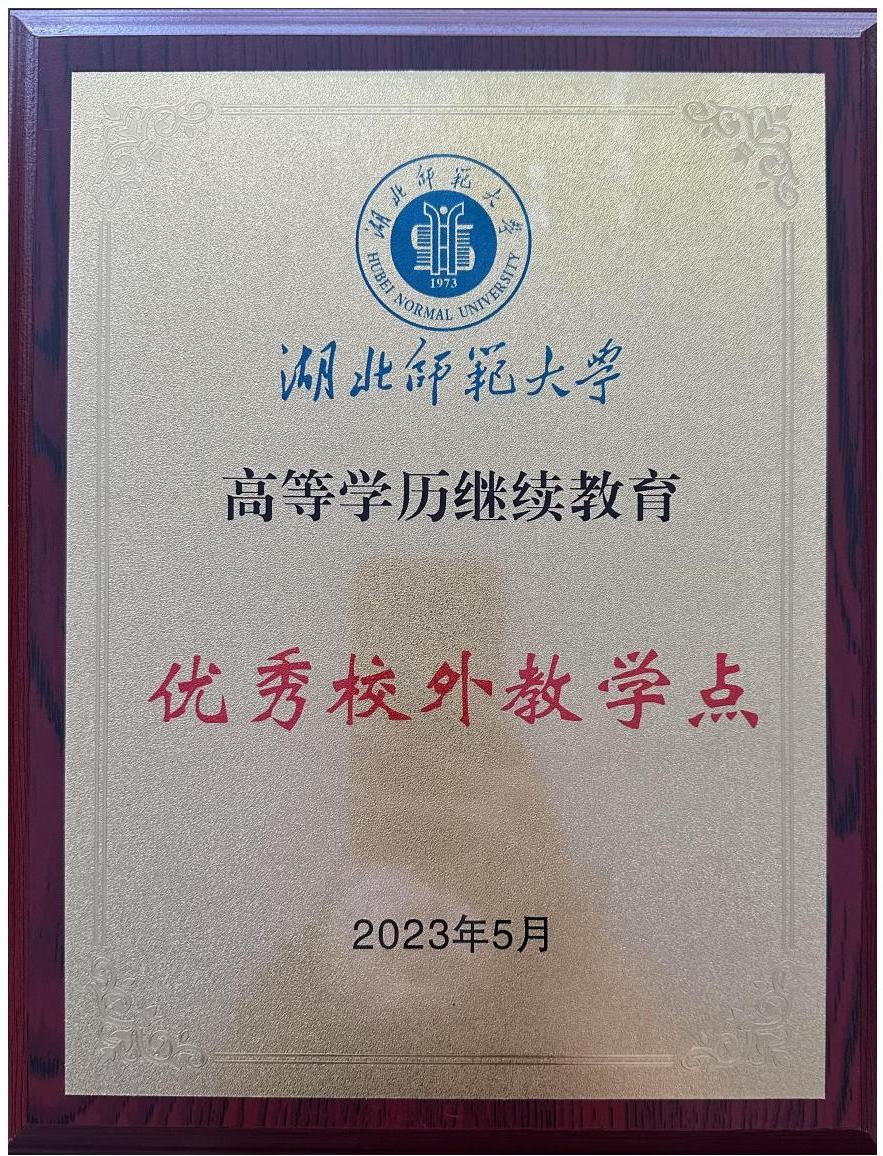 湖北师范大学
HUBEI NORMAL UNIVERSITY
1973
湖北师範大學
高等学历继续教育
优秀校外教学点
2023年5月